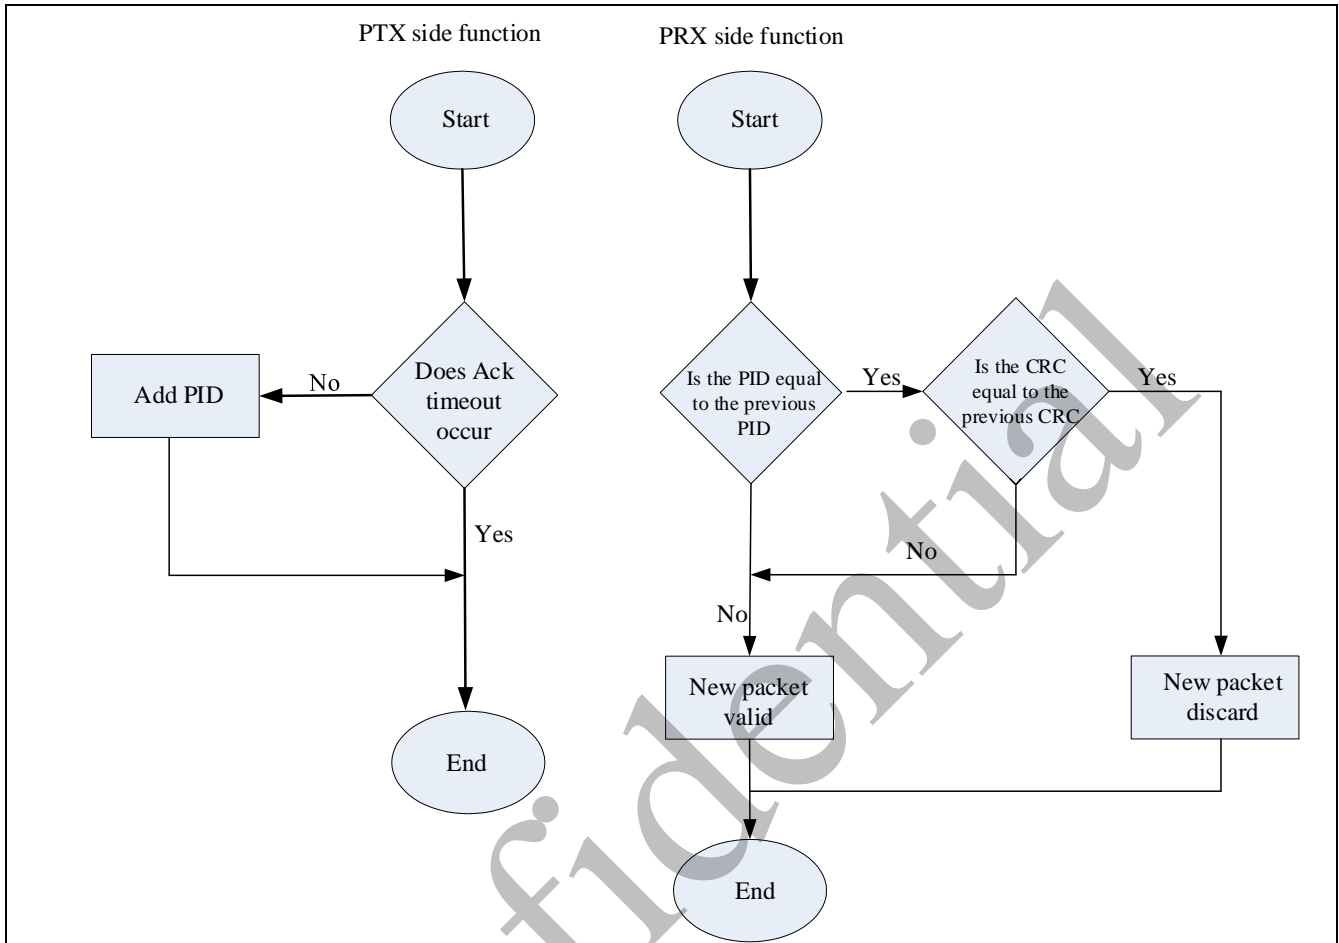 PTX side function
PRX side function
Start
Start
Does Ack
timeout
occur
Add PID
No
Yes
End
Is the PID equal
to the previous
PID
Yes
Is the CRC
equal to the
previous CRC
Yes
No
No
New packet
valid
New packet
discard
End
fidential